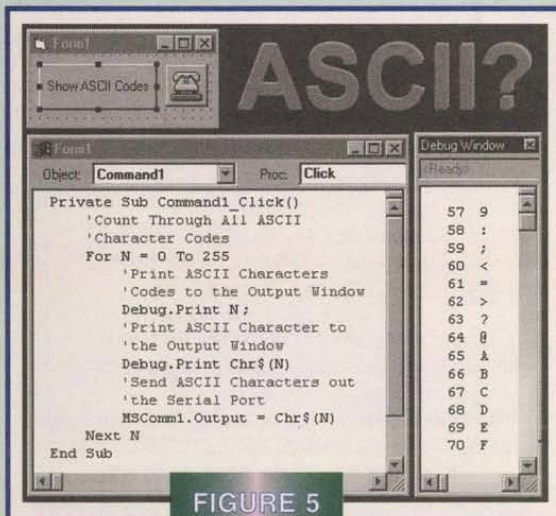 Form1
Show ASCII Codes
ASCII?
Form1
Object: Command1 Proc: Click
Private Sub Command1_Click()
'Count Through All ASCII
'Character Codes
For N = 0 To 255
'Print ASCII Characters
'Codes to the Output Window
Debug.Print N;
'Print ASCII Character to
'the Output Window
Debug.Print Chr$(N)
'Send ASCII Characters out
'the Serial Port
MSComm1.Output = Chr$(N)
Next N
End Sub
Debug Window
<Ready>
57 9
58 :
59 ;
60 <
61 =
62 >
63 ?
64 @
65 A
66 B
67 C
68 D
69 E
70 F
FIGURE 5